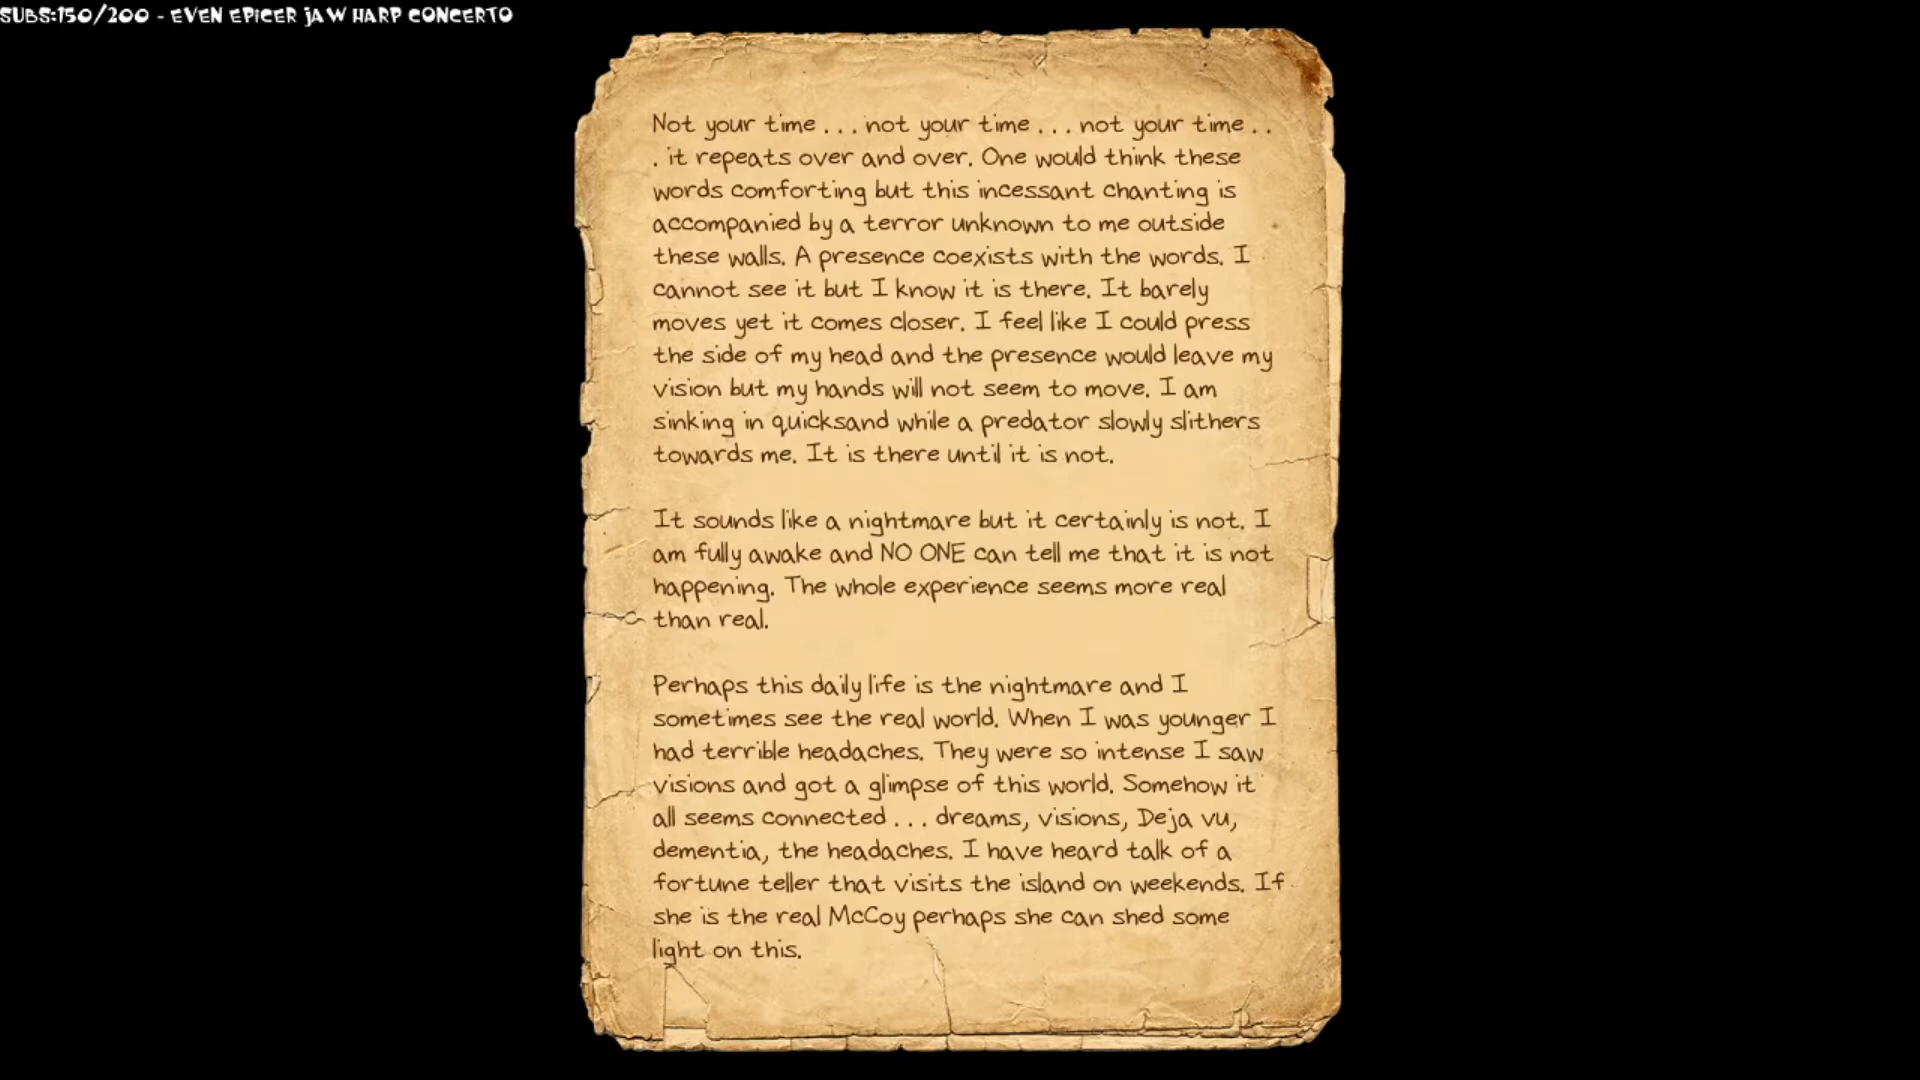 SUBS:150/200 - EVEN EPICER JAW HARP CONCERTO
Not your time . . . not your time . . . not your time . .
. it repeats over and over. One would think these
words comforting but this incessant chanting is
accompanied by a terror unknown to me outside
these walls. A presence coexists with the words. I
cannot see it but I know it is there. It barely
moves yet it comes closer. I feel like I could press
the side of my head and the presence would leave my
vision but my hands will not seem to move. I am
sinking in quicksand while a predator slowly slithers
towards me. It is there until it is not.
It sounds like a nightmare but it certainly is not. I
am fully awake and NO ONE can tell me that it is not
happening. The whole experience seems more real
than real.
Perhaps this daily life is the nightmare and I
sometimes see the real world. When I was younger I
had terrible headaches. They were so intense I saw
visions and got a glimpse of this world. Somehow it
all seems connected . . . dreams, visions, Deja vu,
dementia, the headaches. I have heard talk of a
fortune teller that visits the island on weekends. If
she is the real McCoy perhaps she can shed some
light on this.